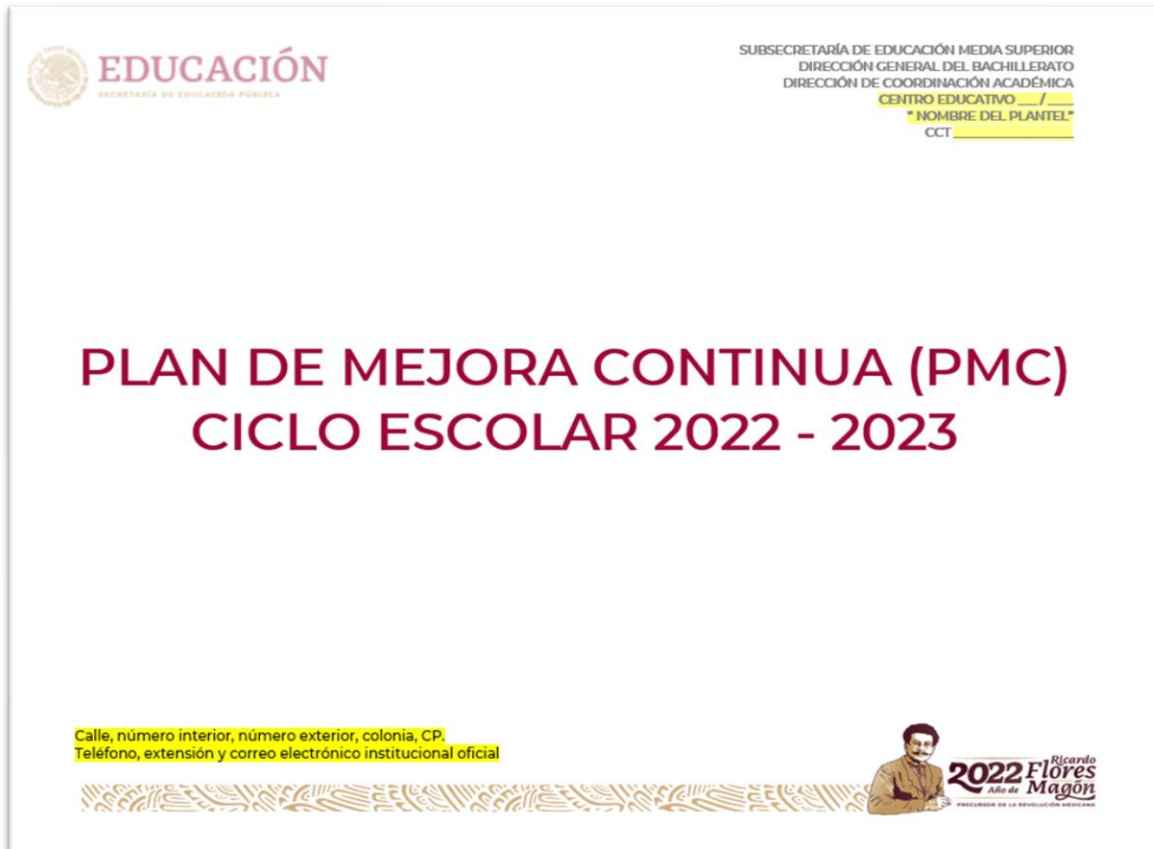 EDUCACIÓN
SECRETARÍA DE EDUCACIÓN PÚBLICA
SUBSECRETARÍA DE EDUCACIÓN MEDIA SUPERIOR
DIRECCIÓN GENERAL DEL BACHILLERATO
DIRECCIÓN DE COORDINACIÓN ACADÉMICA
CENTRO EDUCATIVO ___/____
" NOMBRE DEL PLANTEL"
CCT __________________
PLAN DE MEJORA CONTINUA (PMC)
CICLO ESCOLAR 2022 - 2023
Calle, número interior, número exterior, colonia, CP.
Teléfono, extensión y correo electrónico institucional oficial
2022 Ricardo
Año de Flores
Magón
PRECURSOR DE LA REVOLUCIÓN MEXICANA